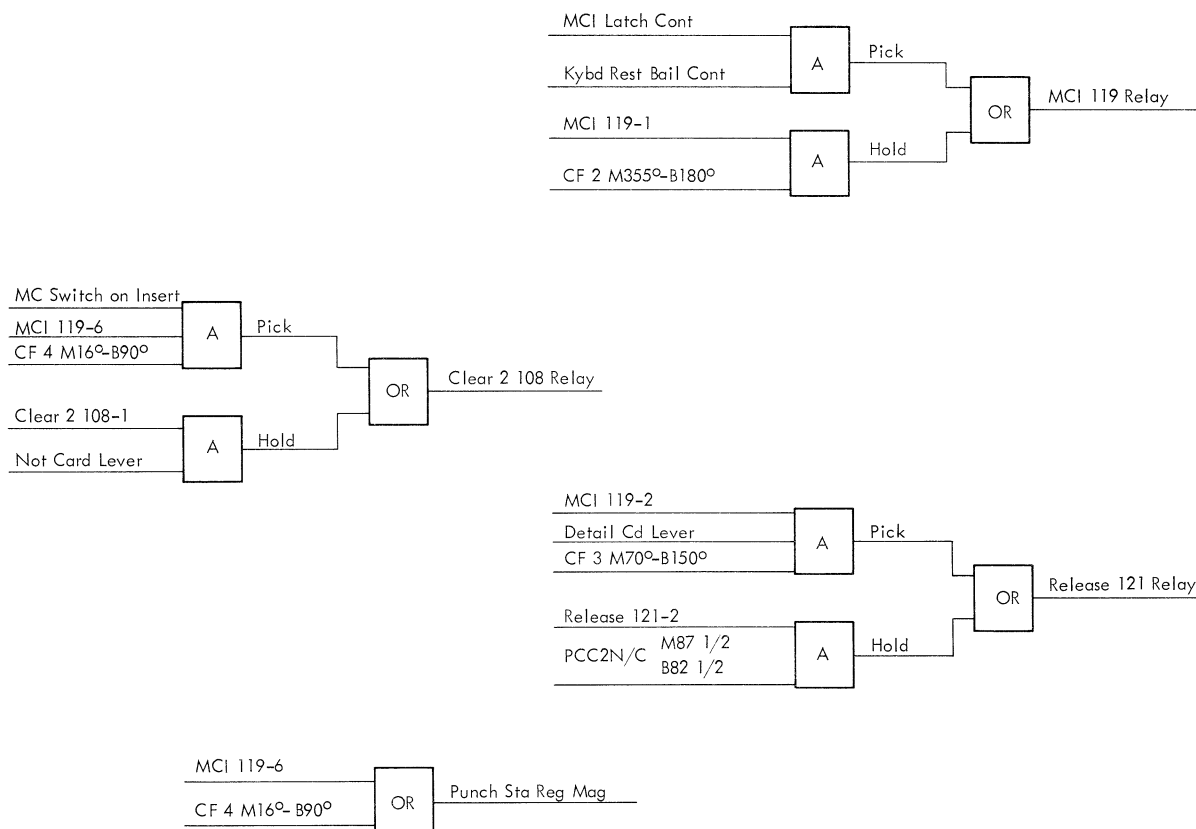 MCI Latch Cont
A
Pick
Kybd Rest Bail Cont
OR
MCI 119 Relay
MCI 119-1
A
Hold
CF 2 M355°-B180°
MC Switch on Insert
MCI 119-6
A
Pick
CF 4 M16°-B90°
OR
Clear 2 108 Relay
Clear 2 108-1
A
Hold
Not Card Lever
MCI 119-2
Detail Cd Lever
A
Pick
CF 3 M70°-B150°
OR
Release 121 Relay
Release 121-2
PCC2N/C
M87 1/2
B82 1/2
A
Hold
MCI 119-6
OR
Punch Sta Reg Mag
CF 4 M16°-B90°